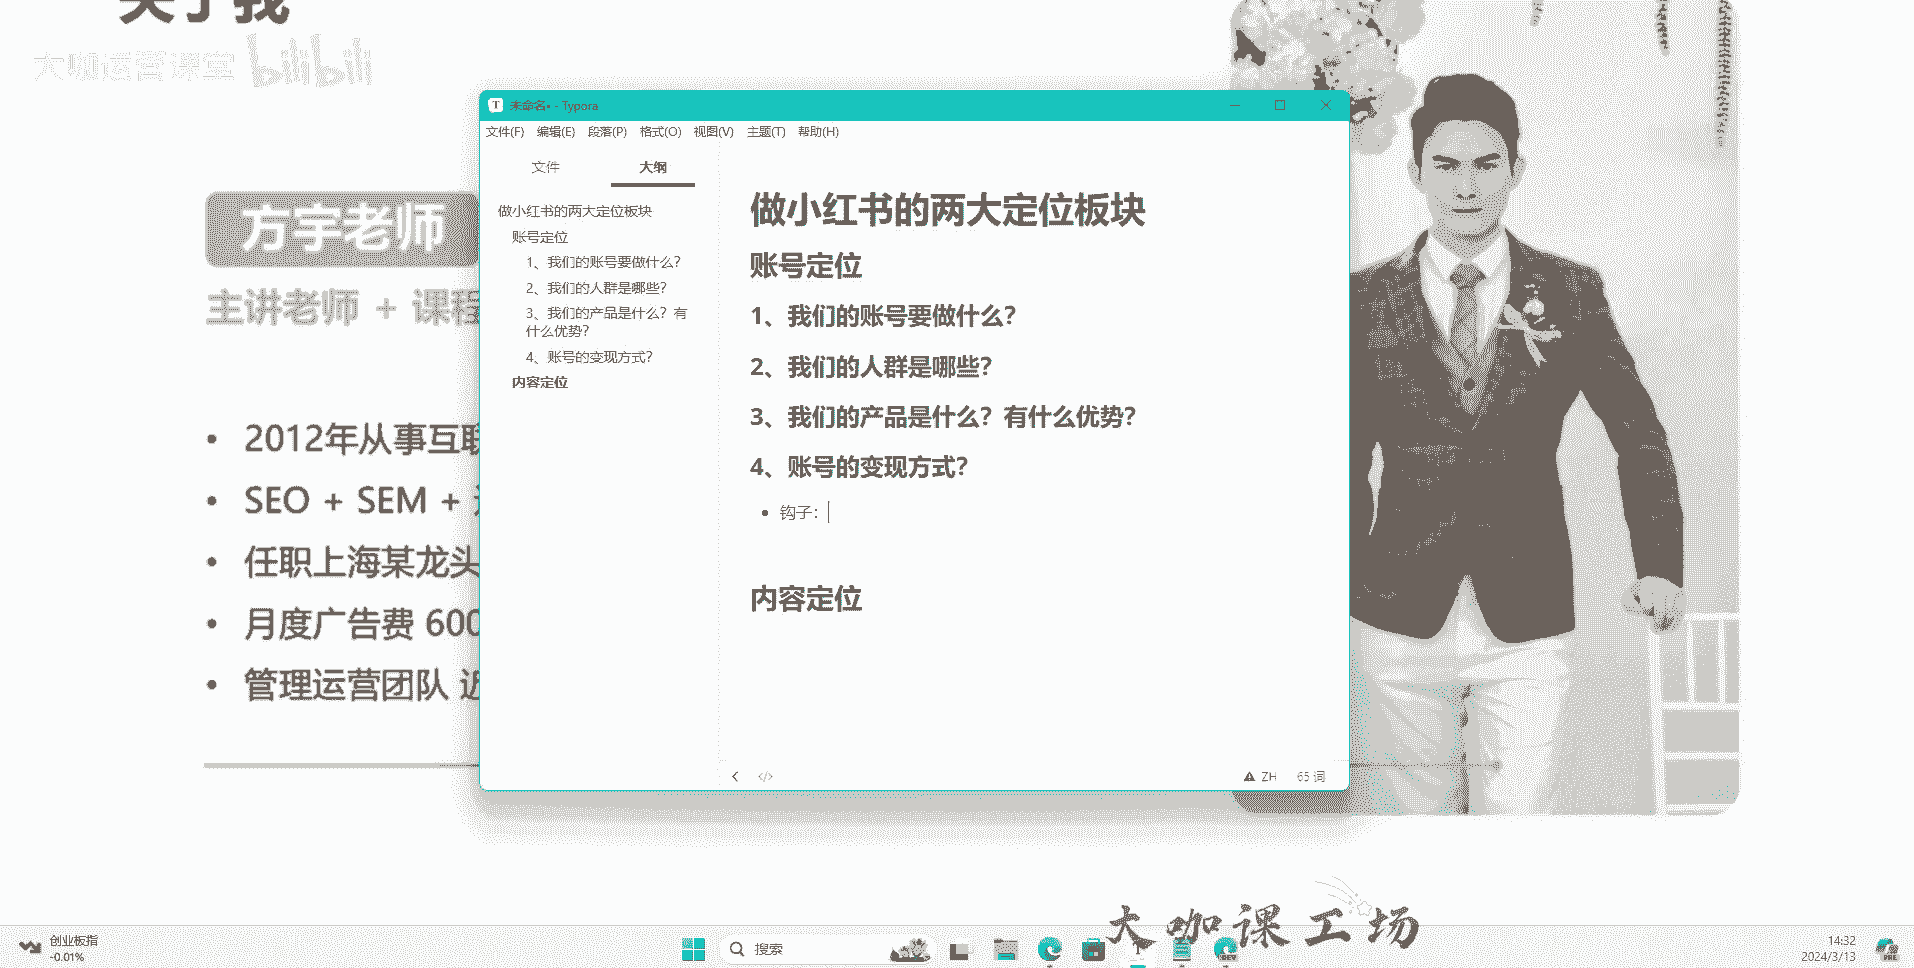 关于我
大咖运营课堂 bilibili
方宇老师
主讲老师 + 课程
2012年从事互联
SEO + SEM +
任职上海某龙头
月度广告费 600
管理运营团队 近
未命名• - Typora
文件(F) 编辑(E) 段落(P) 格式(O) 视图(V) 主题(T) 帮助(H)
文件 大纲
做小红书的两大定位板块
账号定位
1、我们的账号要做什么？
2、我们的人群是哪些？
3、我们的产品是什么？有
什么优势？
4、账号的变现方式？
内容定位
做小红书的两大定位板块
账号定位
1、我们的账号要做什么？
2、我们的人群是哪些？
3、我们的产品是什么？有什么优势？
4、账号的变现方式？
钩子：
内容定位
ZH 65 词
大咖课工场
创业板指
-0.01%
搜索
14:32
2024/3/13